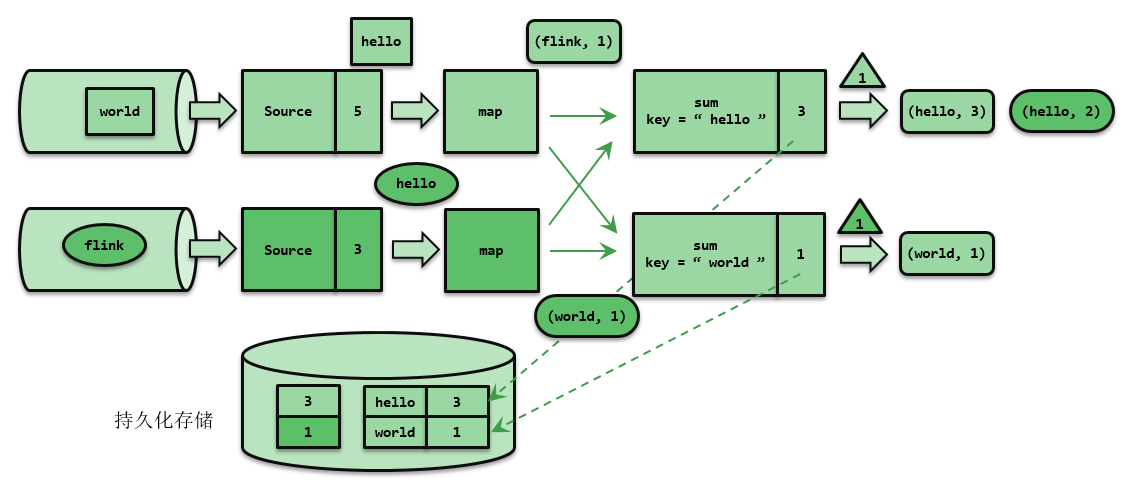 hello
(flink, 1)
world
Source
5
map
sum
key = “ hello ”
3
1
(hello, 3)
(hello, 2)
hello
flink
Source
3
map
sum
key = “ world ”
1
1
(world, 1)
(world, 1)
持久化存储
3
hello
3
1
world
1